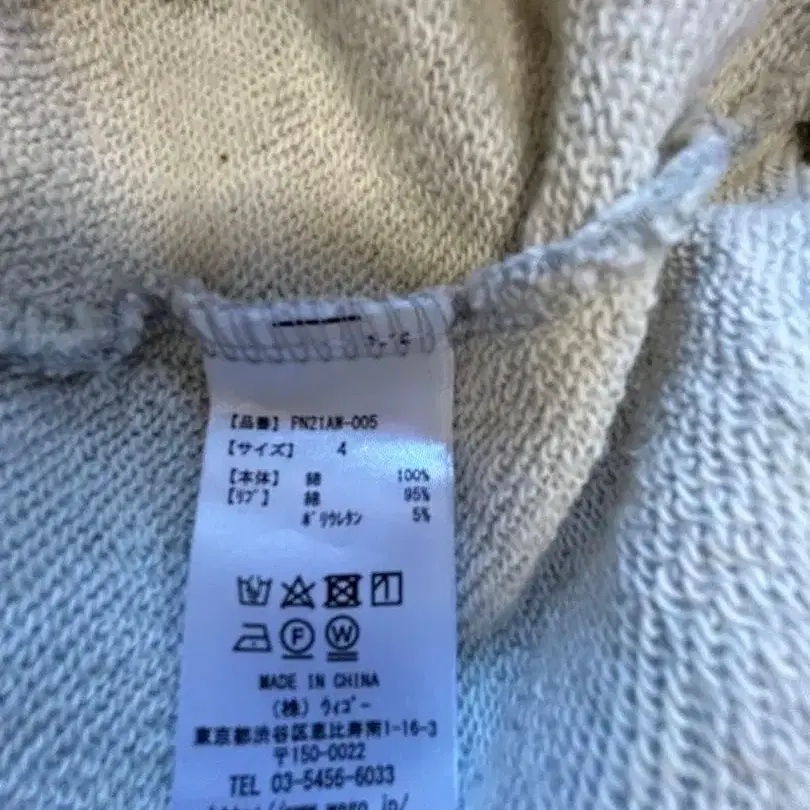 【品番】 FN21AW-005
【サイズ】 4
【本体】 綿 100%
【リブ】 綿 95%
ポリウレタン 5%
F W
MADE IN CHINA
(株) ウィゴー
東京都渋谷区恵比寿南1-16-3
〒150-0022
TEL 03-5456-6033